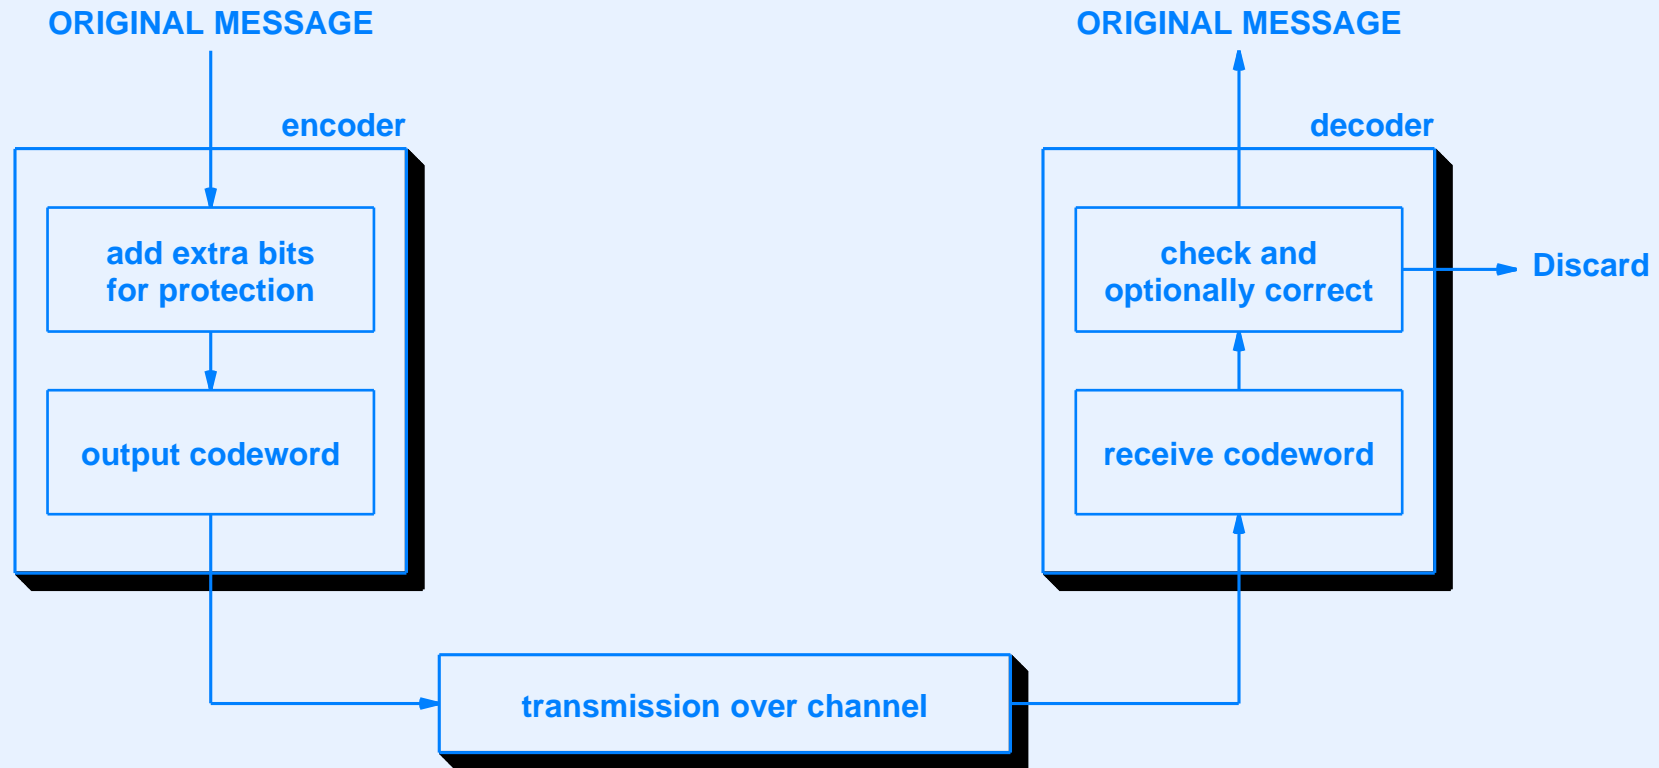 ORIGINAL MESSAGE
encoder
add extra bits
for protection
output codeword
transmission over channel
ORIGINAL MESSAGE
decoder
check and
optionally correct
Discard
receive codeword